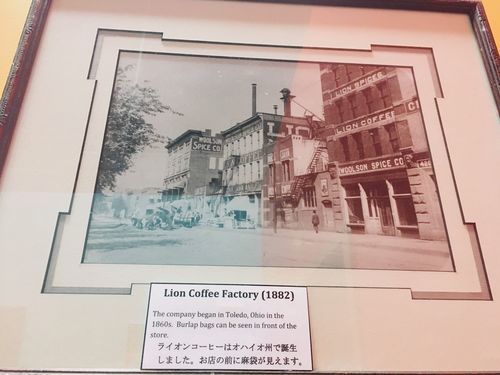 LION SPICES
LION COFFEE
WOOLSON SPICE CO.
WOOLSON
SPICE CO.
LION
Lion Coffee Factory (1882)
The company began in Toledo, Ohio in the
1860s. Burlap bags can be seen in front of the
store.
ライオンコーヒーはオハイオ州で誕生
しました。お店の前に麻袋が見えます。